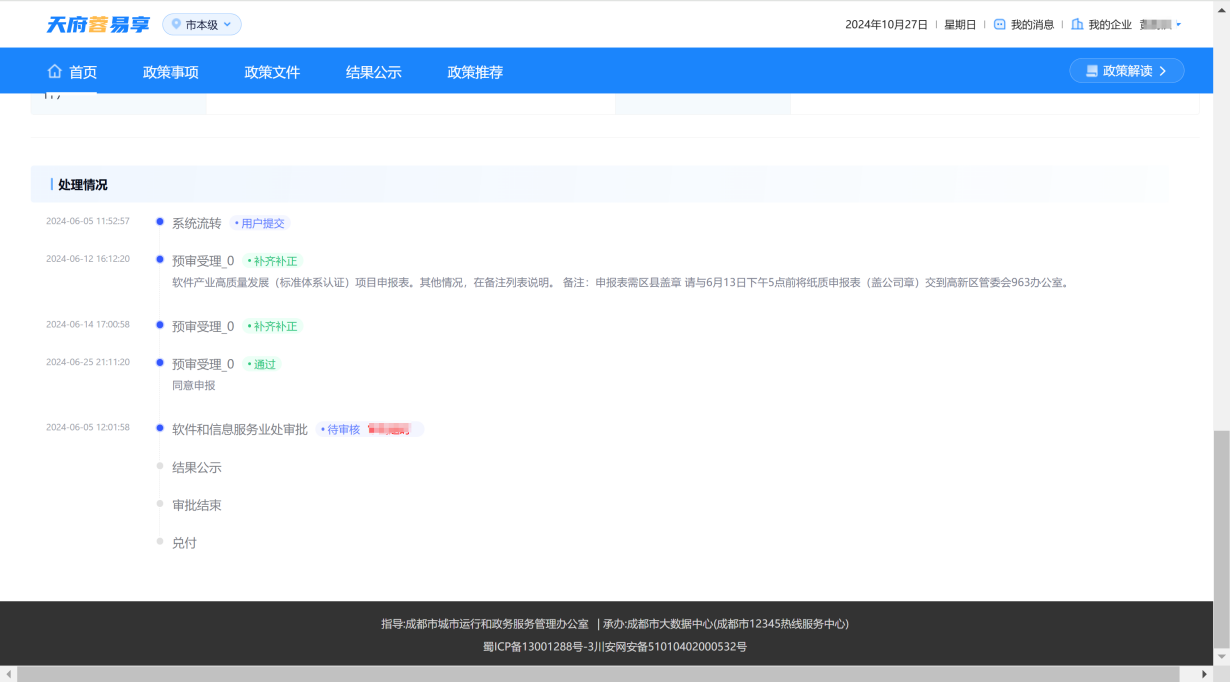 天府蓉易享 市本级 2024年10月27日 星期日 我的消息 我的企业
首页 政策事项 政策文件 结果公示 政策推荐 政策解读
处理情况
2024-06-05 11:52:57 系统流转 •用户提交
2024-06-12 16:12:20 预审受理_0 •补齐补正
软件产业高质量发展（标准体系认证）项目申报表。其他情况，在备注列表说明。 备注：申报表需区县盖章 请与6月13日下午5点前将纸质申报表（盖公司章）交到高新区管委会963办公室。
2024-06-14 17:00:58 预审受理_0 •补齐补正
2024-06-25 21:11:20 预审受理_0 •通过
同意申报
2024-06-05 12:01:58 软件和信息服务业处审批 •待审核
结果公示
审批结束
兑付
指导:成都市城市运行和政务服务管理办公室 | 承办:成都市大数据中心(成都市12345热线服务中心)
蜀ICP备13001288号-3川安网安备51010402000532号